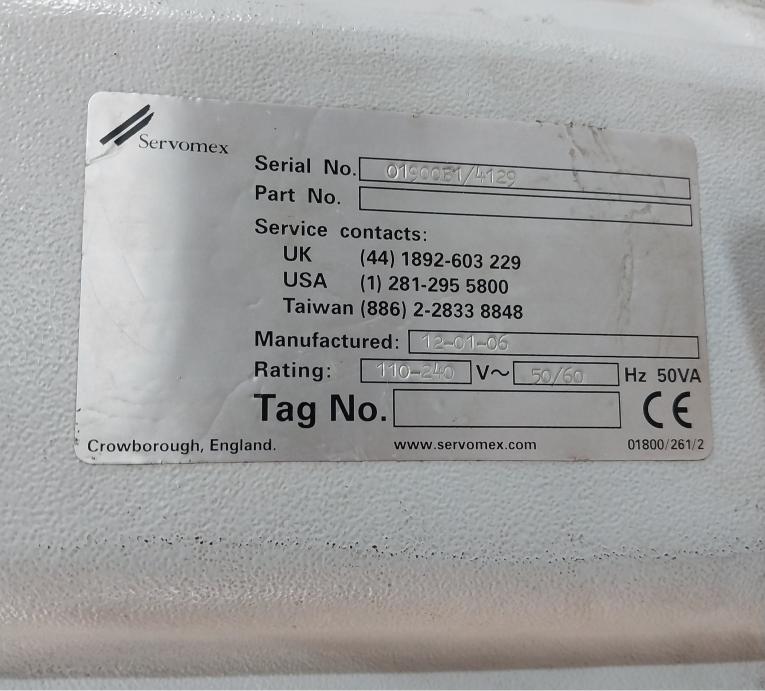 Servomex
Serial No. 01900E1/4129
Part No.
Service contacts:
UK (44) 1892-603 229
USA (1) 281-295 5800
Taiwan (886) 2-2833 8848
Manufactured: 12-01-06
Rating: 110-240 V~ 50/60 Hz 50VA
Tag No. CE
Crowborough, England. www.servomex.com 01800/261/2